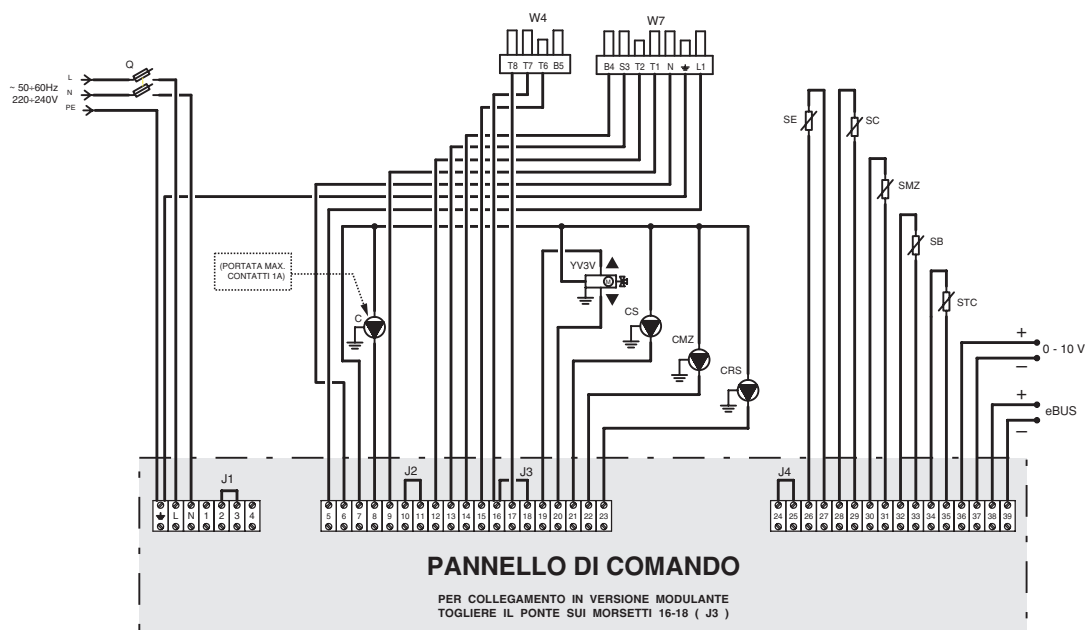 W4
W7
T8 T7 T6 B5
B4 S3 T2 T1 N L1
Q
L
~ 50÷60Hz
N
220÷240V
PE
SE
SC
SMZ
SB
STC
(PORTATA MAX.
CONTATTI 1A)
YV3V
M
C
CS
CMZ
CRS
+
0 - 10 V
–
+
eBUS
–
J1
J2
J3
J4
L N 1 2 3 4
5 6 7 8 9 10 11 12 13 14 15 16 17 18 19 20 21 22 23
24 25 26 27 28 29 30 31 32 33 34 35 36 37 38 39
PANNELLO DI COMANDO
PER COLLEGAMENTO IN VERSIONE MODULANTE
TOGLIERE IL PONTE SUI MORSETTI 16-18 ( J3 )